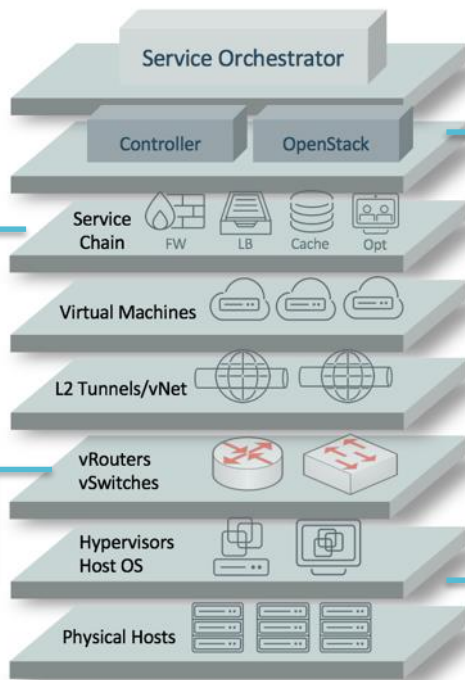 Service Orchestrator
Controller
OpenStack
Service
Chain
FW
LB
Cache
Opt
Virtual Machines
L2 Tunnels/vNet
vRouters
vSwitches
Hypervisors
Host OS
Physical Hosts